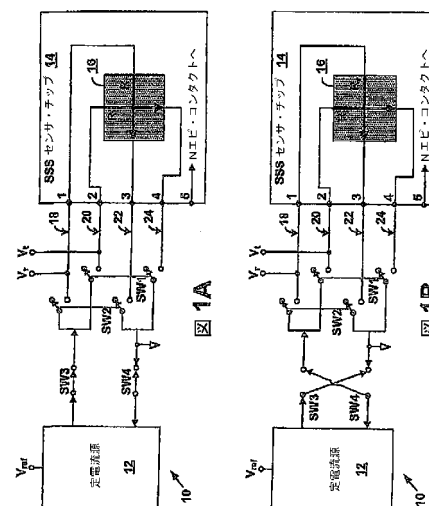 SSS センサ・チップ 14
16
1
2
3
4
5
Nエピ・コンタクトへ
18
20
22
24
Vr
Vt
SW1
SW2
SW3
SW4
図 1A
Vref
定電流源
12
10
SSS センサ・チップ 14
16
1
2
3
4
5
Nエピ・コンタクトへ
18
20
22
24
Vr
Vt
SW1
SW2
SW3
SW4
図
Vref
定電流源
12
10